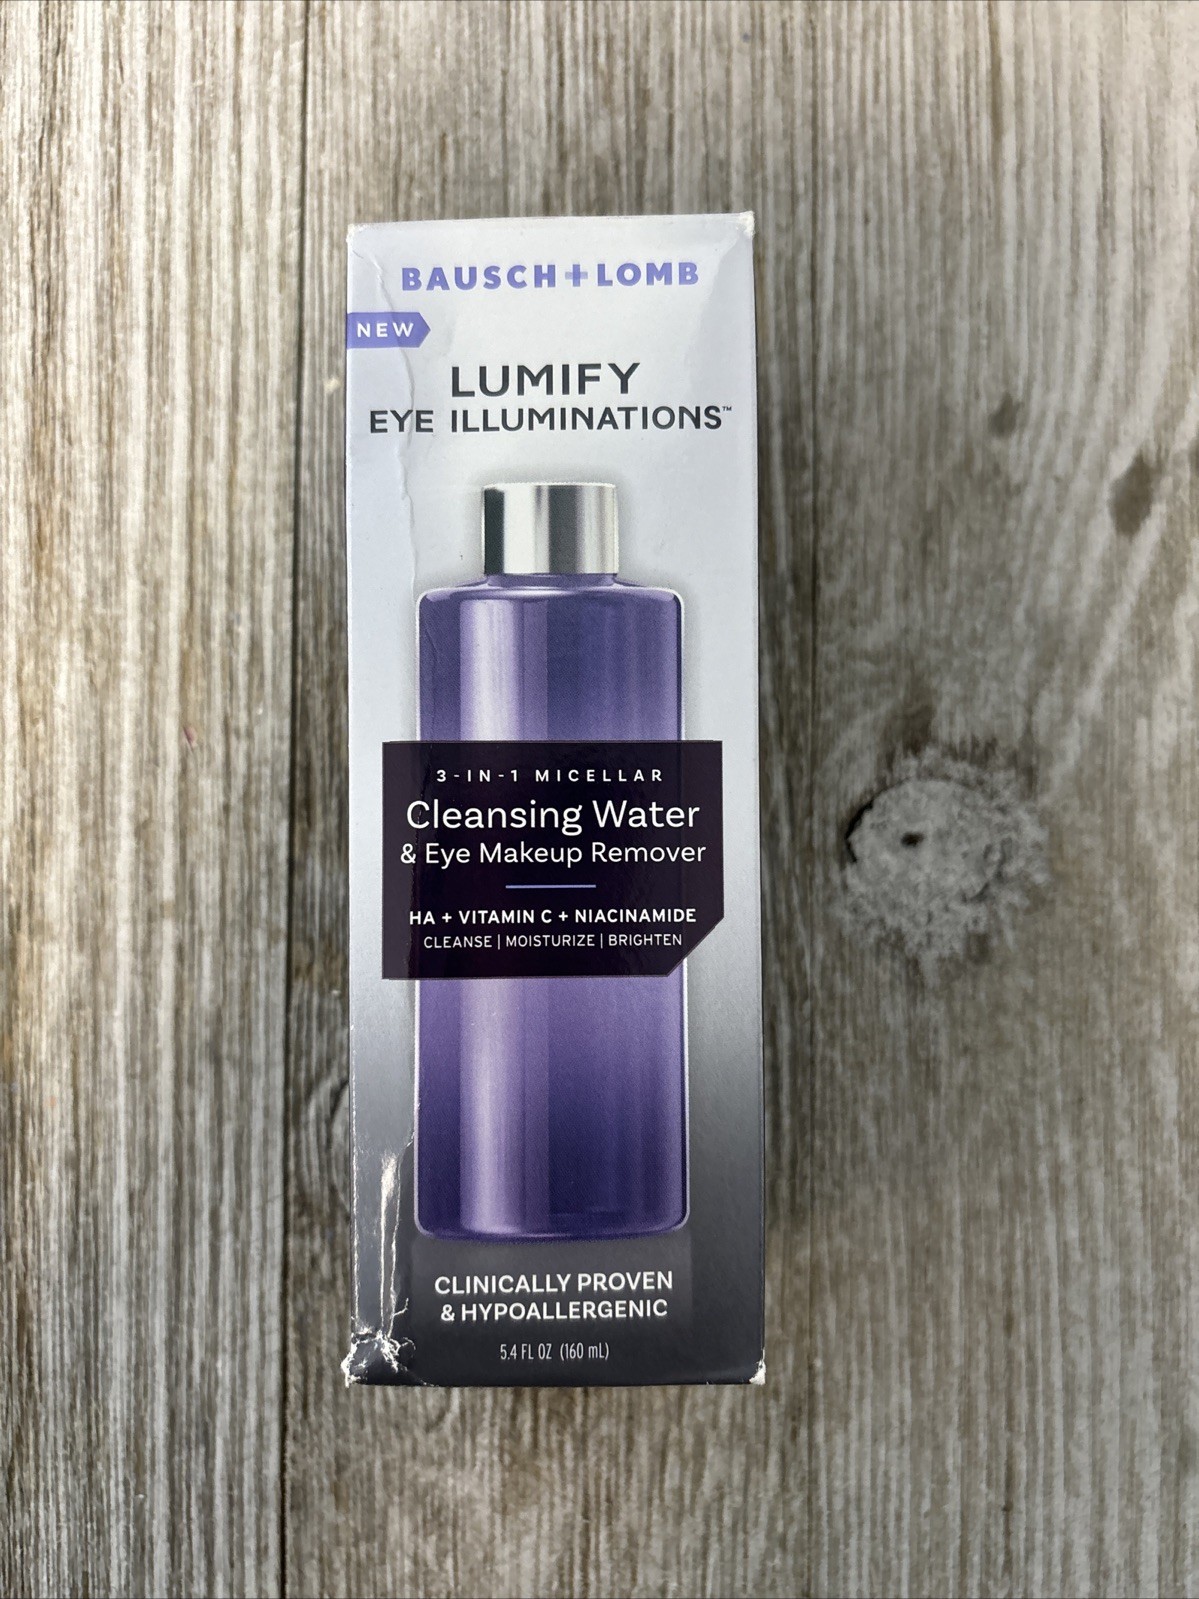 BAUSCH + LOMB
NEW
LUMIFY
EYE ILLUMINATIONS™
3-IN-1 MICELLAR
Cleansing Water
& Eye Makeup Remover
HA + VITAMIN C + NIACINAMIDE
CLEANSE | MOISTURIZE | BRIGHTEN
CLINICALLY PROVEN
& HYPOALLERGENIC
5.4 FL OZ (160 mL)